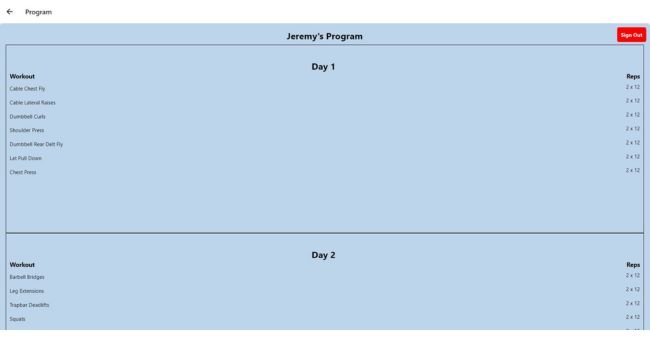 ← Program
Jeremy's Program
Sign Out
Day 1
Workout Reps
Cable Chest Fly 2 x 12
Cable Lateral Raises 2 x 12
Dumbbell Curls 2 x 12
Shoulder Press 2 x 12
Dumbbell Rear Delt Fly 2 x 12
Lat Pull Down 2 x 12
Chest Press 2 x 12
Day 2
Workout Reps
Barbell Bridges 2 x 12
Leg Extensions 2 x 12
Trapbar Deadlifts 2 x 12
Squats 2 x 12